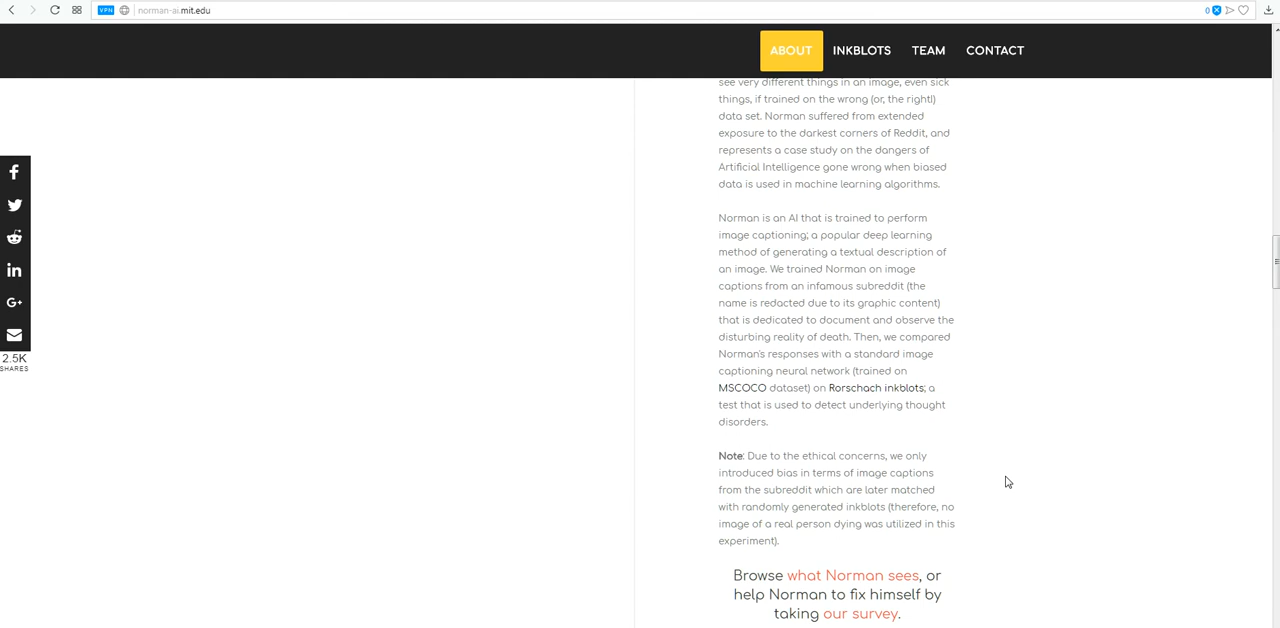 VPN
norman-ai.mit.edu
0
ABOUT
INKBLOTS
TEAM
CONTACT
see very different things in an image, even sick
things, if trained on the wrong (or, the right!)
data set. Norman suffered from extended
exposure to the darkest corners of Reddit, and
represents a case study on the dangers of
Artificial Intelligence gone wrong when biased
data is used in machine learning algorithms.
Norman is an AI that is trained to perform
image captioning; a popular deep learning
method of generating a textual description of
an image. We trained Norman on image
captions from an infamous subreddit (the
name is redacted due to its graphic content)
that is dedicated to document and observe the
disturbing reality of death. Then, we compared
Norman's responses with a standard image
captioning neural network (trained on
MSCOCO dataset) on Rorschach inkblots; a
test that is used to detect underlying thought
disorders.
Note: Due to the ethical concerns, we only
introduced bias in terms of image captions
from the subreddit which are later matched
with randomly generated inkblots (therefore, no
image of a real person dying was utilized in this
experiment).
Browse what Norman sees, or
help Norman to fix himself by
taking our survey.
2.5K
SHARES